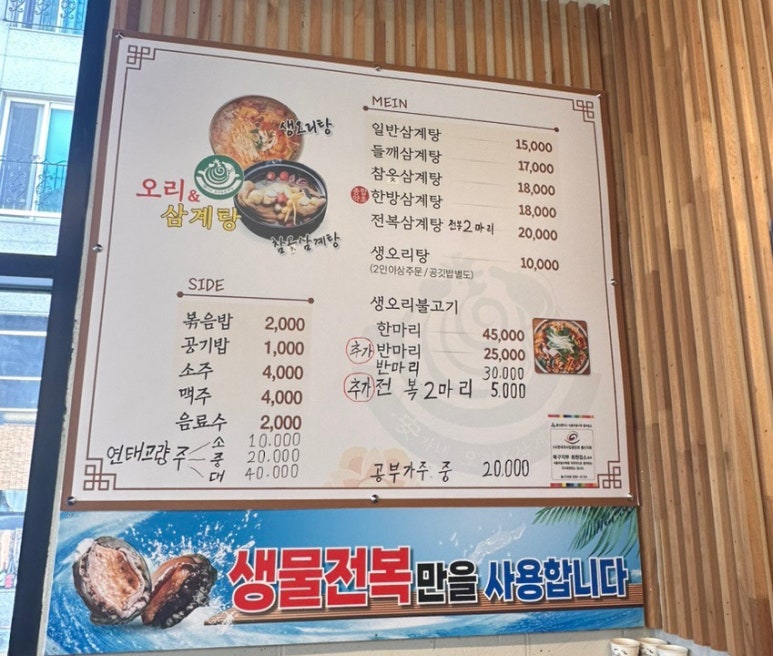 생오리탕
오리&
삼계탕
참옻삼계탕
MEIN
일반삼계탕 15,000
들깨삼계탕 17,000
참옻삼계탕 18,000
한방삼계탕 18,000
전복삼계탕 전복2마리 20,000
생오리탕 10,000
(2인이상주문/공깃밥별도)
생오리불고기
한마리 45,000
추가 반마리 25,000
반마리 30.000
추가 전복2마리 5.000
공부가주 중 20.000
SIDE
볶음밥 2,000
공기밥 1,000
소주 4,000
맥주 4,000
음료수 2,000
연태고량주
소 10.000
중 20.000
대 40.000
생물전복만을 사용합니다